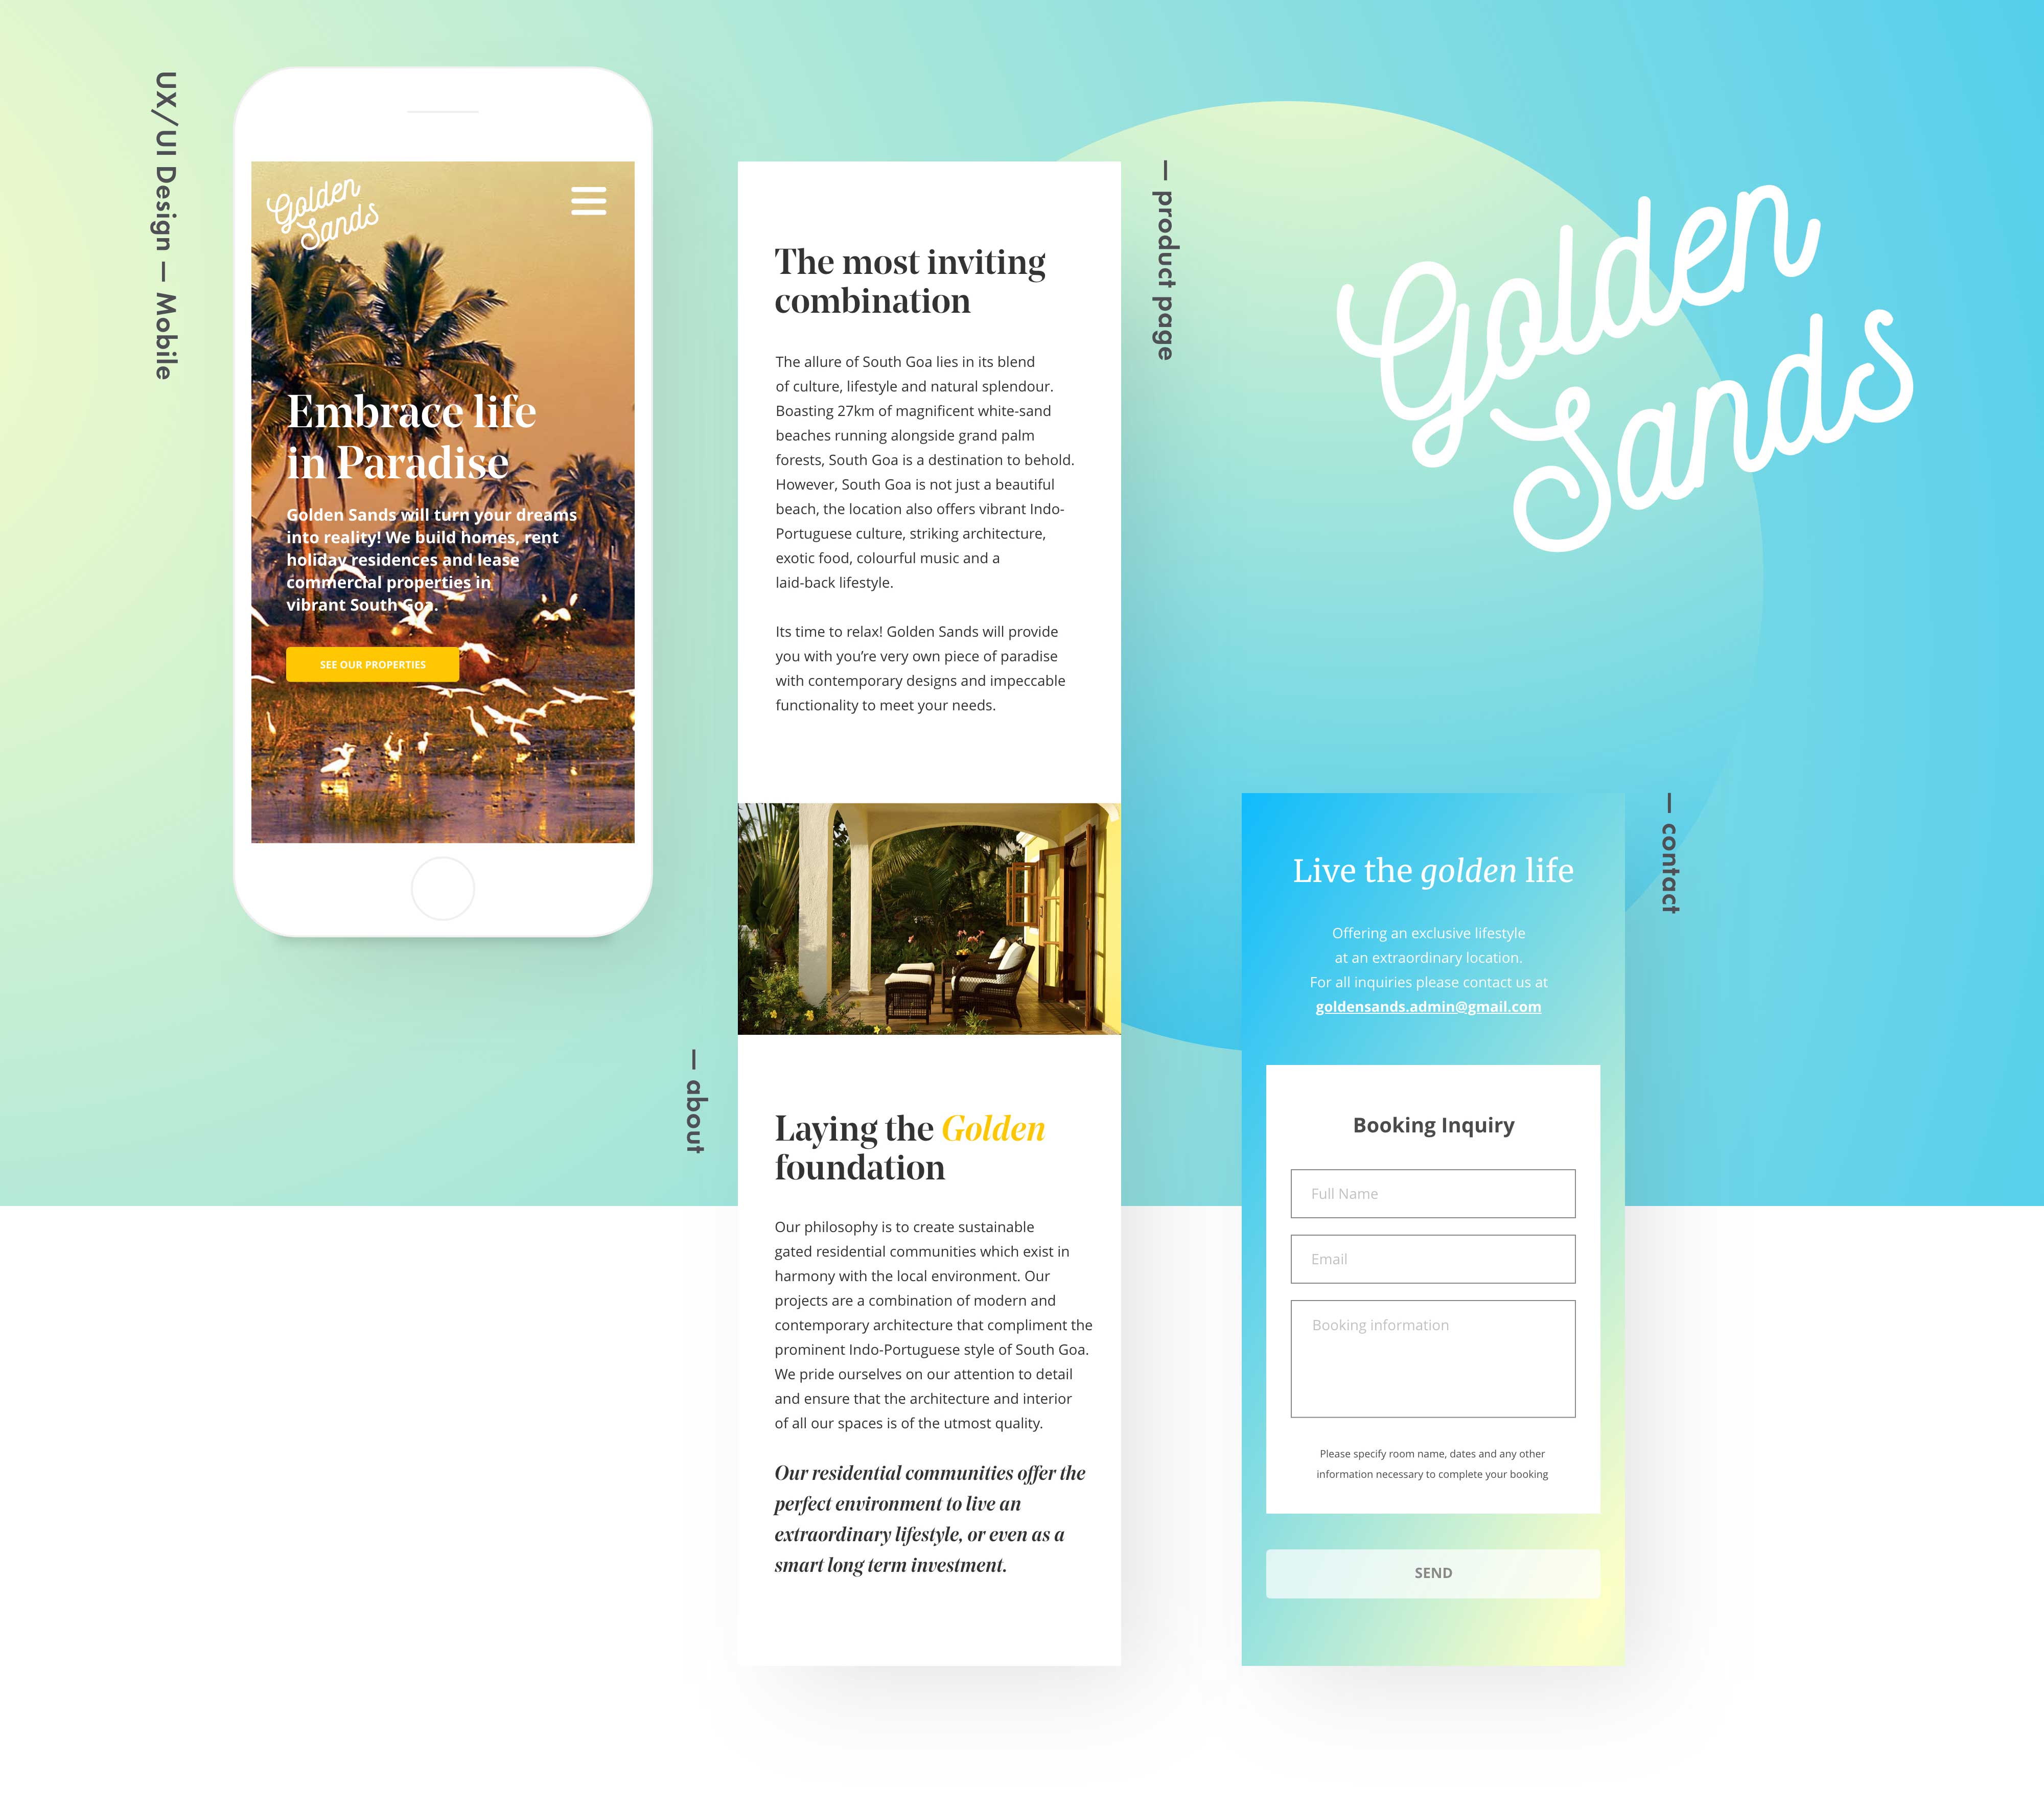 UX/UI Design — Mobile
Golden
Sands
Embrace life
in Paradise
Golden Sands will turn your dreams
into reality! We build homes, rent
holiday residences and lease
commercial properties in
vibrant South Goa.
SEE OUR PROPERTIES
— product page
The most inviting
combination
The allure of South Goa lies in its blend
of culture, lifestyle and natural splendour.
Boasting 27km of magnificent white-sand
beaches running alongside grand palm
forests, South Goa is a destination to behold.
However, South Goa is not just a beautiful
beach, the location also offers vibrant Indo-
Portuguese culture, striking architecture,
exotic food, colourful music and a
laid-back lifestyle.
Its time to relax! Golden Sands will provide
you with you’re very own piece of paradise
with contemporary designs and impeccable
functionality to meet your needs.
— about
Laying the Golden
foundation
Our philosophy is to create sustainable
gated residential communities which exist in
harmony with the local environment. Our
projects are a combination of modern and
contemporary architecture that compliment the
prominent Indo-Portuguese style of South Goa.
We pride ourselves on our attention to detail
and ensure that the architecture and interior
of all our spaces is of the utmost quality.
Our residential communities offer the
perfect environment to live an
extraordinary lifestyle, or even as a
smart long term investment.
Golden
Sands
— contact
Live the golden life
Offering an exclusive lifestyle
at an extraordinary location.
For all inquiries please contact us at
goldensands.admin@gmail.com
Booking Inquiry
Full Name
Email
Booking information
Please specify room name, dates and any other
information necessary to complete your booking
SEND